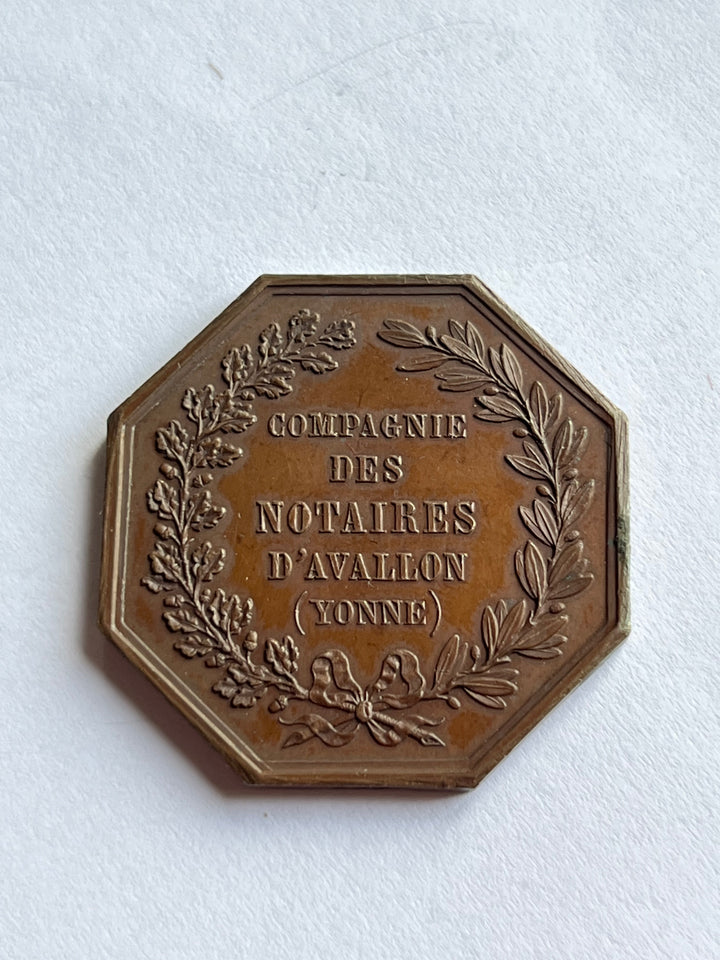 COMPAGNIE
DES
NOTAIRES
D'AVALLON
(YONNE)